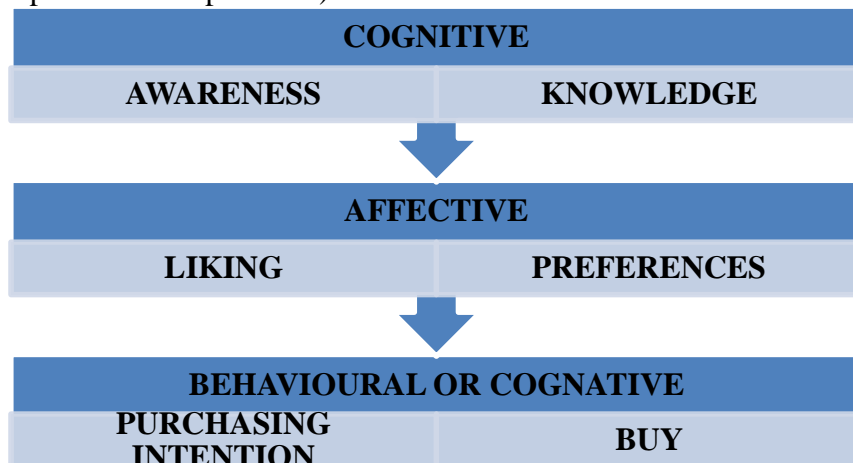 COGNITIVE
AWARENESS KNOWLEDGE
AFFECTIVE
LIKING PREFERENCES
BEHAVIOURAL OR COGNATIVE
PURCHASING
INTENTION BUY